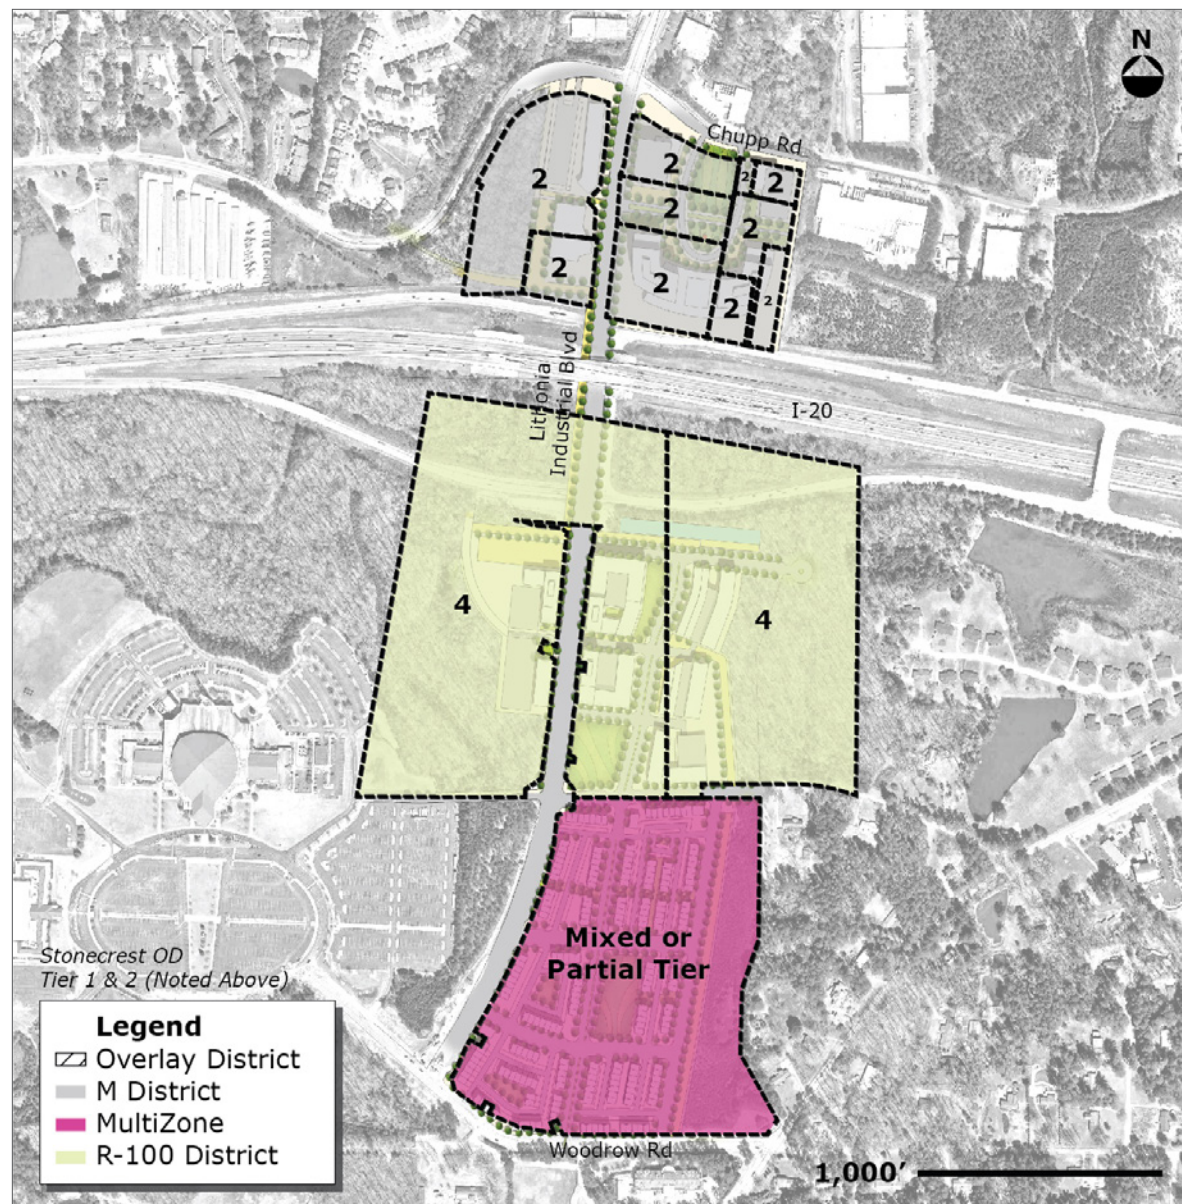 N
Chupp Rd
2
2
2
2
2
2
2
2
2
2
Lithonia
Industrial Blvd
I-20
4
4
Mixed or
Partial Tier
Stonecrest OD
Tier 1 & 2 (Noted Above)
Legend
Overlay District
M District
MultiZone
R-100 District
Woodrow Rd
1,000’